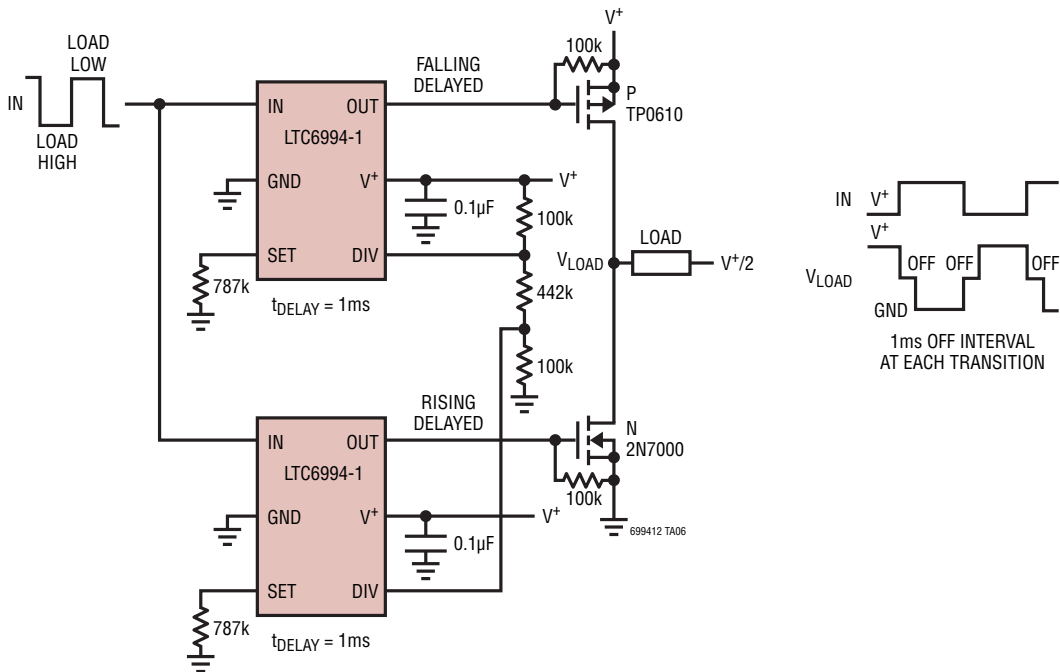 V+
100k
LOAD
LOW
IN
LOAD
HIGH
FALLING
DELAYED
P
TP0610
IN
OUT
LTC6994-1
GND
V+
V+
0.1µF
100k
SET
DIV
787k
tDELAY = 1ms
442k
100k
VLOAD
LOAD
V+/2
IN
V+
V+
OFF
OFF
OFF
VLOAD
GND
1ms OFF INTERVAL
AT EACH TRANSITION
RISING
DELAYED
N
2N7000
IN
OUT
LTC6994-1
100k
GND
V+
V+
0.1µF
699412 TA06
SET
DIV
787k
tDELAY = 1ms